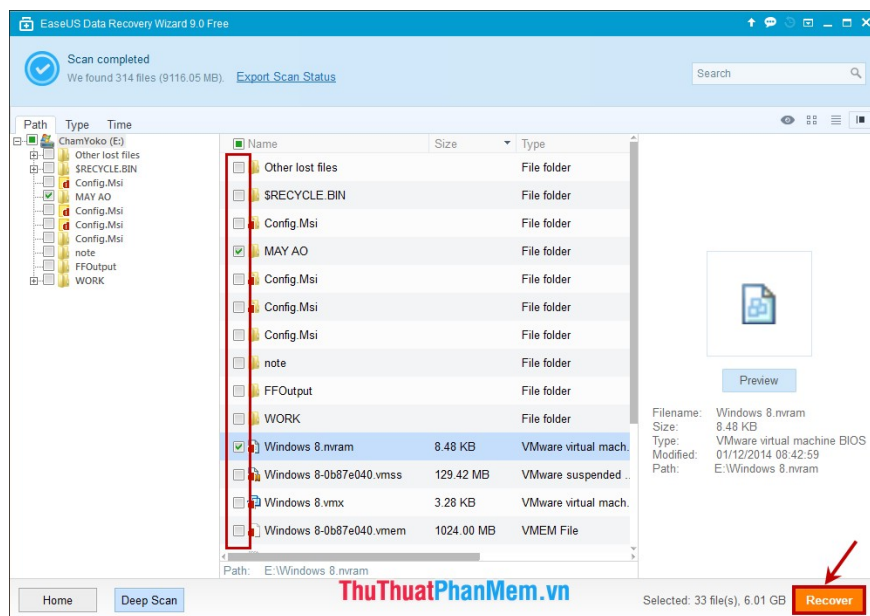 EaseUS Data Recovery Wizard 9.0 Free
Scan completed
We found 314 files (9116.05 MB). Export Scan Status
Search
Path Type Time
ChamYoko (E:)
Other lost files
$RECYCLE.BIN
Config.Msi
MAY AO
Config.Msi
Config.Msi
Config.Msi
note
FFOutput
WORK
Name Size Type
Other lost files File folder
$RECYCLE.BIN File folder
Config.Msi File folder
MAY AO File folder
Config.Msi File folder
Config.Msi File folder
Config.Msi File folder
note File folder
FFOutput File folder
WORK File folder
Windows 8.nvram 8.48 KB VMware virtual mach.
Windows 8-0b87e040.vmss 129.42 MB VMware suspended ..
Windows 8.vmx 3.28 KB VMware virtual mach.
Windows 8-0b87e040.vmem 1024.00 MB VMEM File
Path: E:\Windows 8.nvram
Preview
Filename: Windows 8.nvram
Size: 8.48 KB
Type: VMware virtual machine BIOS
Modified: 01/12/2014 08:42:59
Path: E:\Windows 8.nvram
Home Deep Scan
ThuThuatPhanMem.vn
Selected: 33 file(s), 6.01 GB Recover